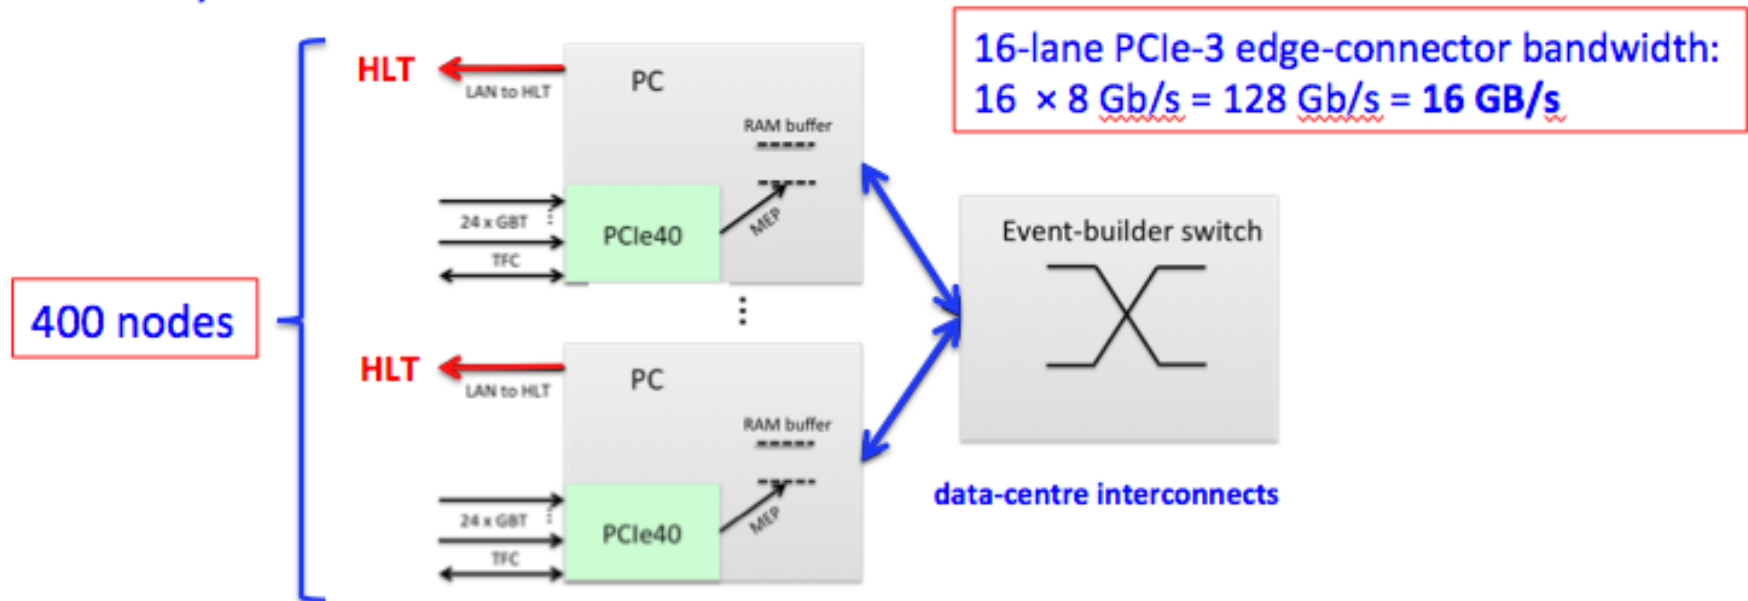 16-lane PCIe-3 edge-connector bandwidth:
16 × 8 Gb/s = 128 Gb/s = 16 GB/s
HLT
LAN to HLT
PC
RAM buffer
24 x GBT
PCIe40
MEP
TFC
Event-builder switch
400 nodes
HLT
LAN to HLT
PC
RAM buffer
24 x GBT
PCIe40
MEP
TFC
data-centre interconnects